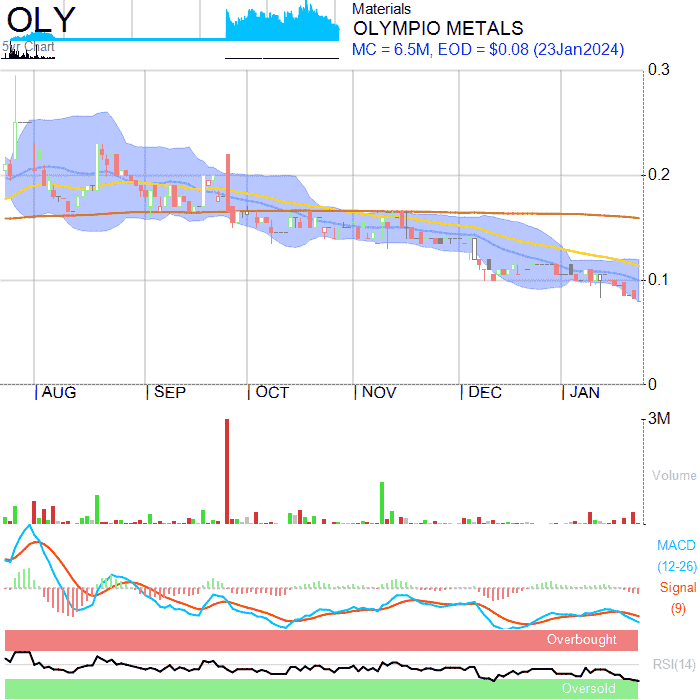 OLY
Materials
OLYMPIO METALS
MC = 6.5M, EOD = $0.08 (23Jan2024)
5yr Chart
0.3
0.2
0.1
0
AUG
SEP
OCT
NOV
DEC
JAN
3M
Volume
MACD
(12-26)
Signal
(9)
Overbought
RSI(14)
Oversold